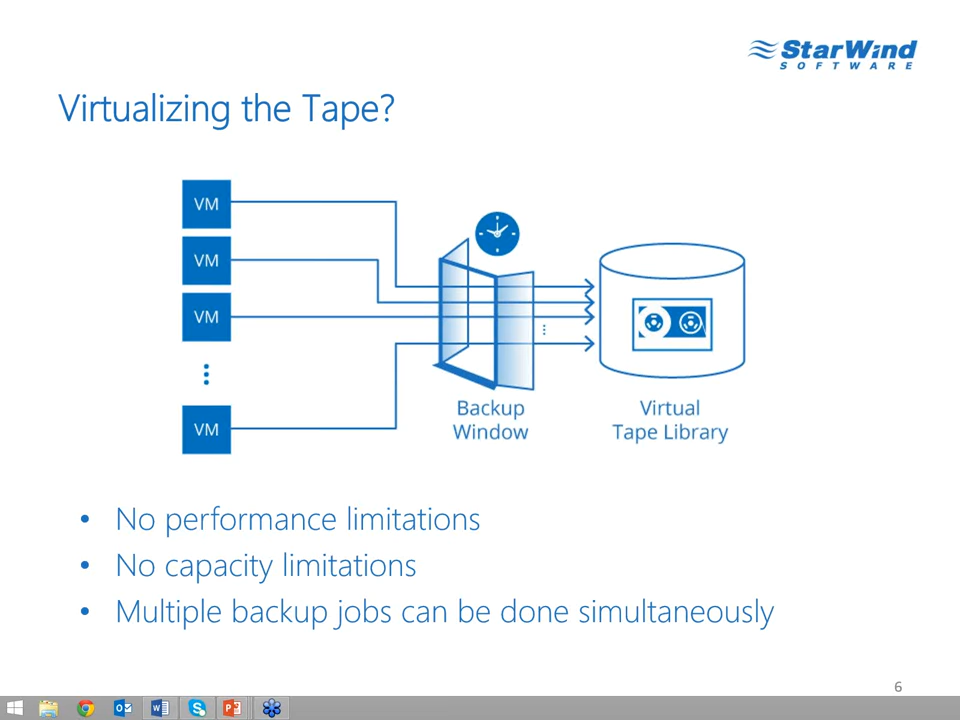 StarWind
SOFTWARE
Virtualizing the Tape?
VM
VM
VM
VM
Backup
Window
Virtual
Tape Library
• No performance limitations
• No capacity limitations
• Multiple backup jobs can be done simultaneously
6